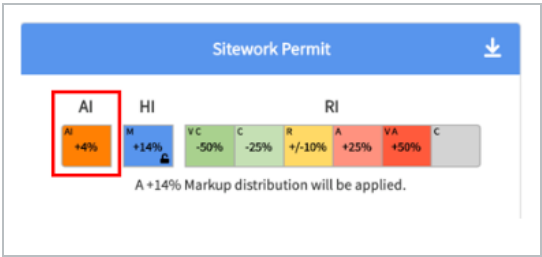 Sitework Permit
AI HI RI
AI M V C C R A V A C
+4% +14% -50% -25% +/-10% +25% +50%
A +14% Markup distribution will be applied.